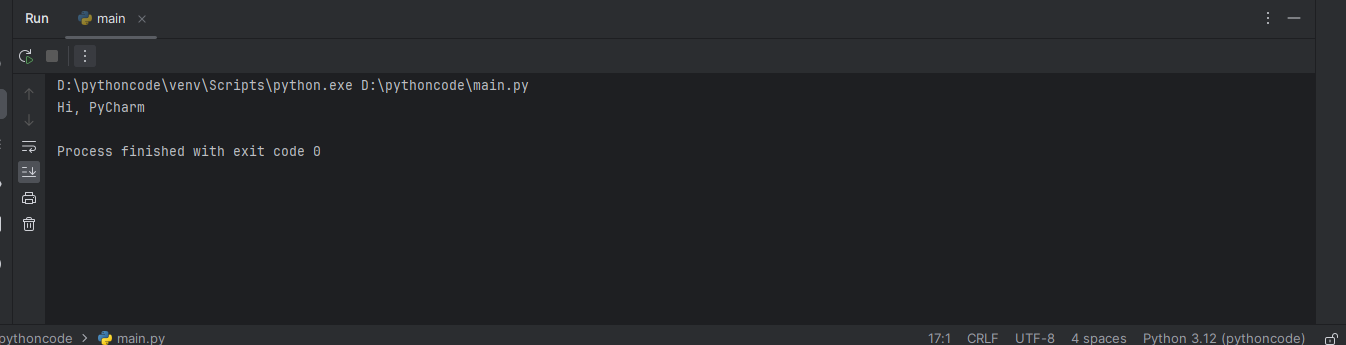 Run main
D:\pythoncode\venv\Scripts\python.exe D:\pythoncode\main.py
Hi, PyCharm
Process finished with exit code 0
pythoncode main.py 17:1 CRLF UTF-8 4 spaces Python 3.12 (pythoncode)